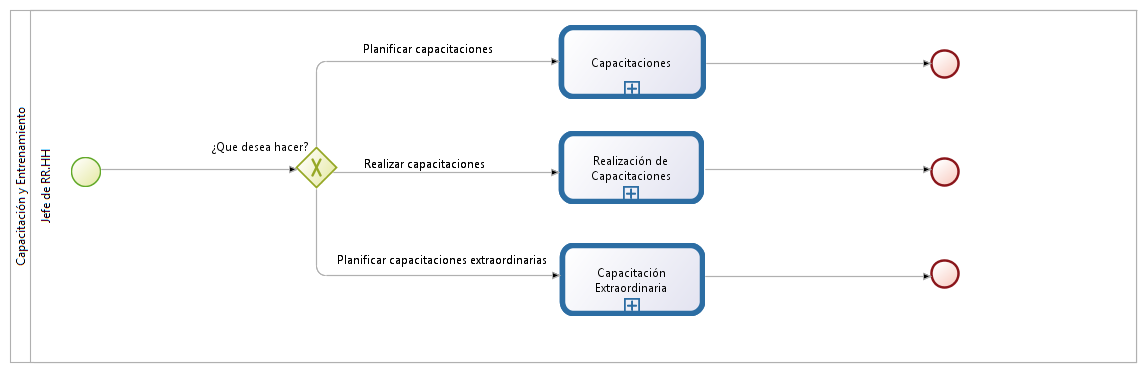 Capacitación y Entrenamiento
Jefe de RR.HH
¿Que desea hacer?
Planificar capacitaciones
Capacitaciones
Realizar capacitaciones
Realización de
Capacitaciones
Planificar capacitaciones extraordinarias
Capacitación
Extraordinaria